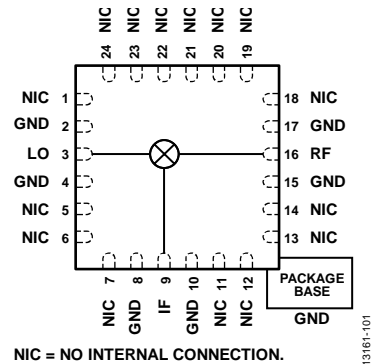 NIC NIC NIC NIC NIC NIC
24 23 22 21 20 19
NIC 1
GND 2
LO 3
GND 4
NIC 5
NIC 6
18 NIC
17 GND
16 RF
15 GND
14 NIC
13 NIC
7 8 9 10 11 12
NIC GND IF GND NIC NIC
PACKAGE
BASE
GND
NIC = NO INTERNAL CONNECTION.
13161-101